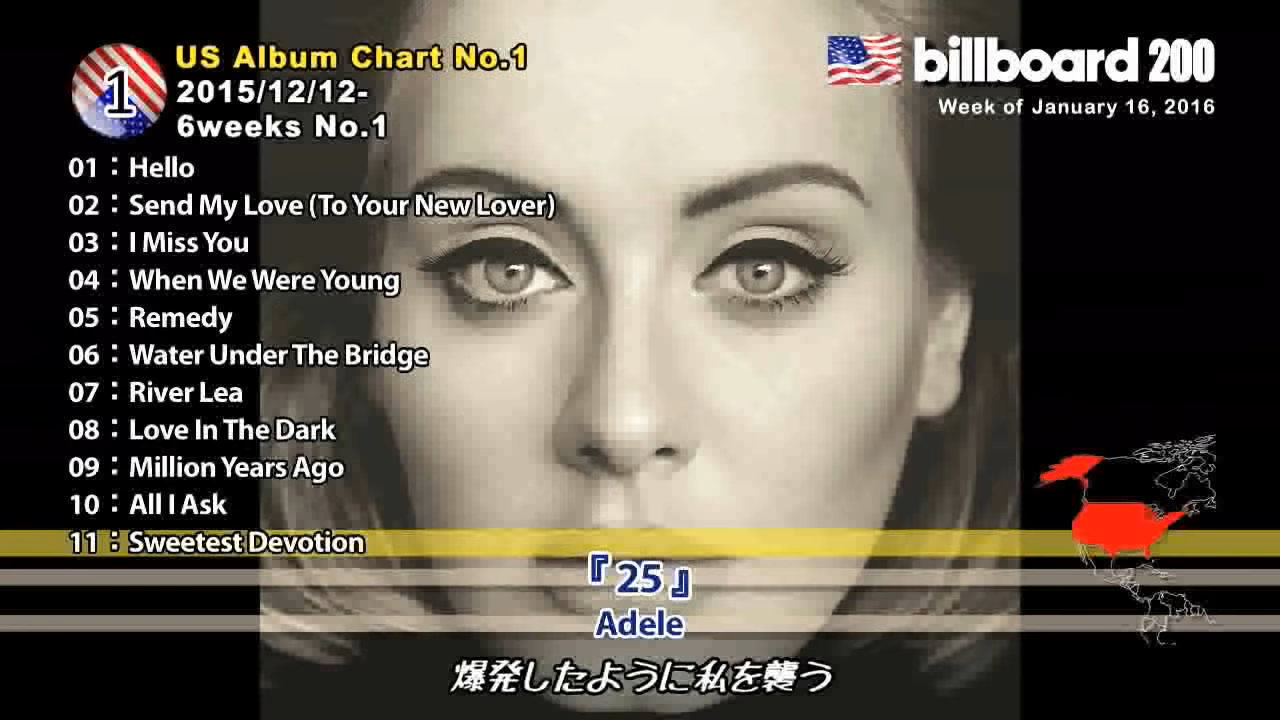 1
US Album Chart No.1
2015/12/12-
6weeks No.1
billboard 200
Week of January 16, 2016
01：Hello
02：Send My Love (To Your New Lover)
03：I Miss You
04：When We Were Young
05：Remedy
06：Water Under The Bridge
07：River Lea
08：Love In The Dark
09：Million Years Ago
10：All I Ask
11：Sweetest Devotion
『25』
Adele
爆発したように私を襲う